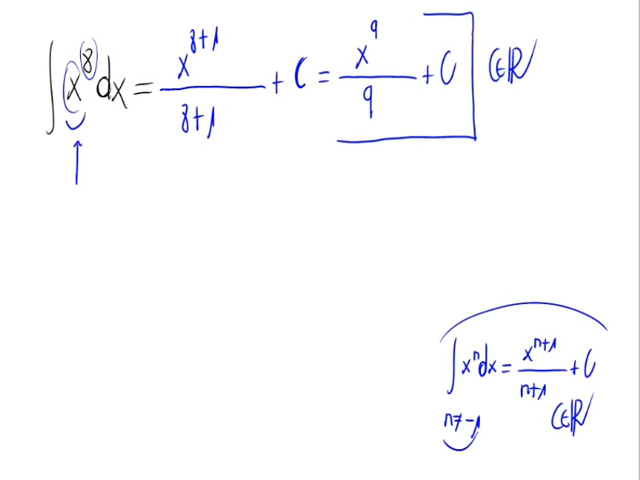 ∫ x^8 dx = x^(8+1)/(8+1) + C = x^9/9 + C C∈ℝ
∫ x^n dx = x^(n+1)/(n+1) + C
n≠-1 C∈ℝ